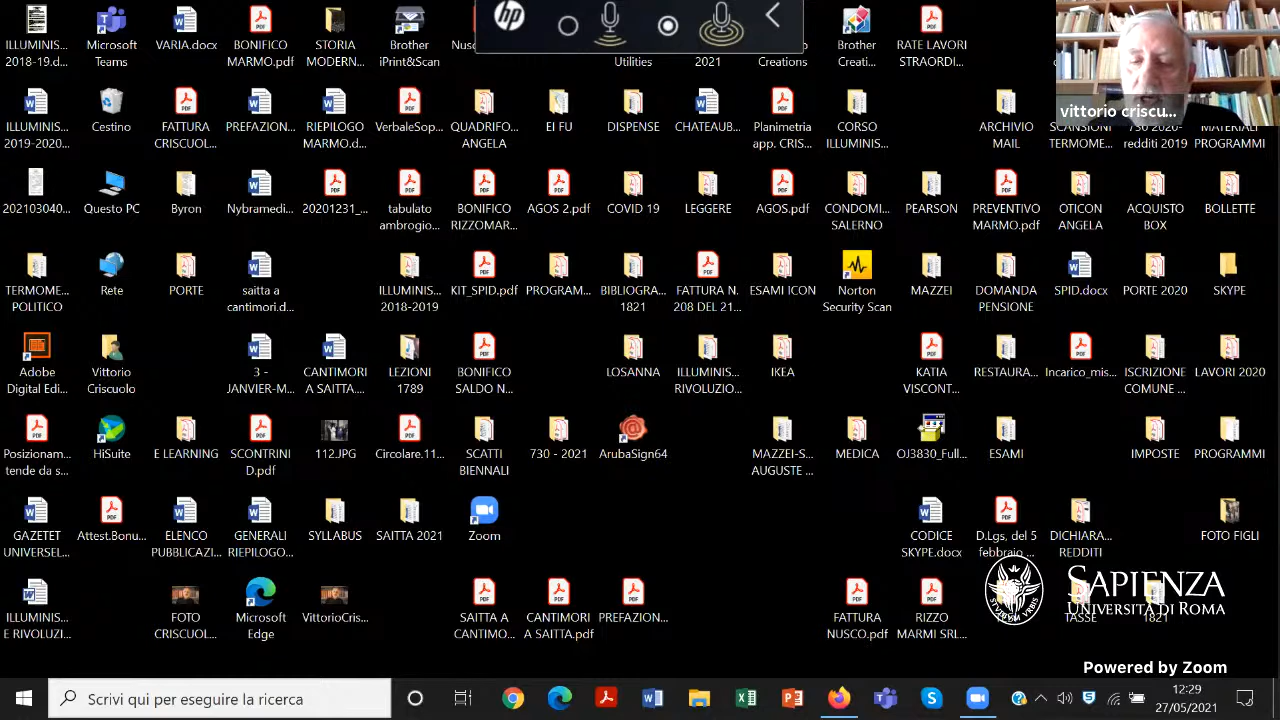 ILLUMINIS...
2018-19.d...
Microsoft
Teams
VARIA.docx
BONIFICO
MARMO.pdf
STORIA
MODERN...
Brother
iPrint&Scan
hp
Utilities
2021
Creations
Brother
Creati...
RATE LAVORI
STRAORDI...
vittorio criscu...
ILLUMINIS...
2019-2020...
Cestino
FATTURA
CRISCUOL...
PREFAZION...
RIEPILOGO
MARMO.d...
VerbaleSop...
QUADRIFO...
ANGELA
EI FU
DISPENSE
CHATEAUB...
Planimetria
app. CRIS...
CORSO
ILLUMINIS...
ARCHIVIO
MAIL
SCANSIONI
TERMOME...
730 2020-
redditi 2019
MATERIALI
PROGRAMMI
202103040...
Questo PC
Byron
Nybramedi...
20201231_...
tabulato
ambrogio...
BONIFICO
RIZZOMAR...
AGOS 2.pdf
COVID 19
LEGGERE
AGOS.pdf
CONDOMI...
SALERNO
PEARSON
PREVENTIVO
MARMO.pdf
OTICON
ANGELA
ACQUISTO
BOX
BOLLETTE
TERMOME...
POLITICO
Rete
PORTE
saitta a
cantimori.d...
ILLUMINIS...
2018-2019
KIT_SPID.pdf
PROGRAM...
BIBLIOGRA...
1821
FATTURA N.
208 DEL 21...
ESAMI ICON
Norton
Security Scan
MAZZEI
DOMANDA
PENSIONE
SPID.docx
PORTE 2020
SKYPE
Adobe
Digital Edi...
Vittorio
Criscuolo
3 -
JANVIER-M...
CANTIMORI
A SAITTA....
LEZIONI
1789
BONIFICO
SALDO N...
LOSANNA
ILLUMINIS...
RIVOLUZIO...
IKEA
KATIA
VISCONT...
RESTAURA...
Incarico_mis...
ISCRIZIONE
COMUNE ...
LAVORI 2020
Posizionam...
tende da s...
HiSuite
E LEARNING
SCONTRINI
D.pdf
112.JPG
Circolare.11...
SCATTI
BIENNALI
730 - 2021
ArubaSign64
MAZZEI-S...
AUGUSTE ...
MEDICA
OJ3830_Full...
ESAMI
IMPOSTE
PROGRAMMI
GAZETET
UNIVERSEL...
Attest.Bonu...
ELENCO
PUBBLICAZI...
GENERALI
RIEPILOGO...
SYLLABUS
SAITTA 2021
Zoom
CODICE
SKYPE.docx
D.Lgs, del 5
febbraio ...
DICHIARA...
REDDITI
FOTO FIGLI
ILLUMINIS...
E RIVOLUZI...
FOTO
CRISCUOL...
Microsoft
Edge
VittorioCris...
SAITTA A
CANTIMO...
CANTIMORI
A SAITTA.pdf
PREFAZION...
FATTURA
NUSCO.pdf
RIZZO
MARMI SRL...
TASSE
1821
SAPIENZA
UNIVERSITÀ DI ROMA
Powered by Zoom
Scrivi qui per eseguire la ricerca
12:29
27/05/2021